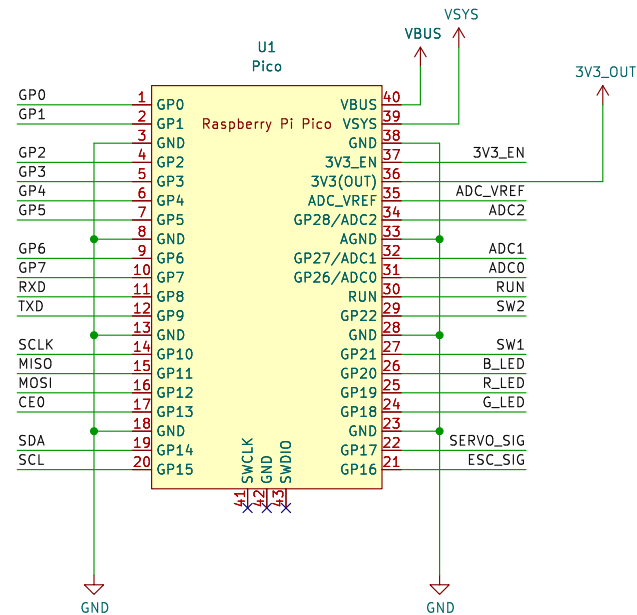 VSYS
VBUS
U1
Pico
3V3_OUT
GP0 1 GP0 VBUS 40
GP1 2 GP1 Raspberry Pi Pico VSYS 39
3 GND GND 38
GP2 4 GP2 3V3_EN 37 3V3_EN
GP3 5 GP3 3V3(OUT) 36
GP4 6 GP4 ADC_VREF 35 ADC_VREF
GP5 7 GP5 GP28/ADC2 34 ADC2
8 GND AGND 33
GP6 9 GP6 GP27/ADC1 32 ADC1
GP7 10 GP7 GP26/ADC0 31 ADC0
RXD 11 GP8 RUN 30 RUN
TXD 12 GP9 GP22 29 SW2
13 GND GND 28
SCLK 14 GP10 GP21 27 SW1
MISO 15 GP11 GP20 26 B_LED
MOSI 16 GP12 GP19 25 R_LED
CE0 17 GP13 GP18 24 G_LED
18 GND GND 23
SDA 19 GP14 GP17 22 SERVO_SIG
SCL 20 GP15 GP16 21 ESC_SIG
SWCLK GND SWDIO
41 42 43
GND GND